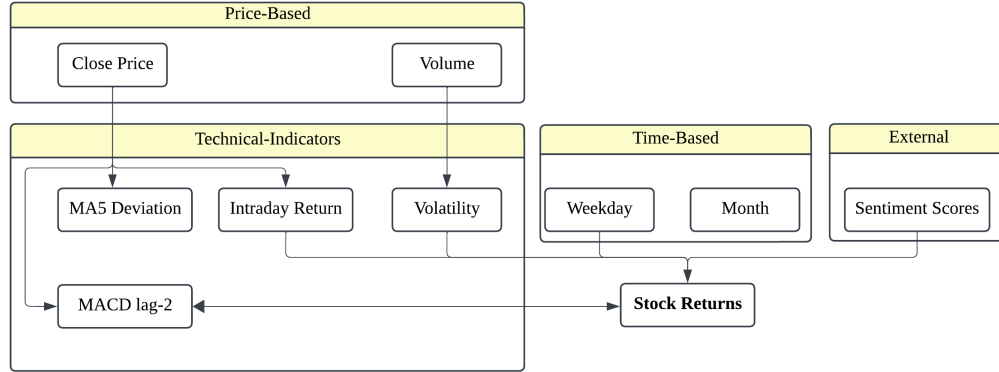 Price-Based
Close Price
Volume
Technical-Indicators
Time-Based
External
MA5 Deviation
Intraday Return
Volatility
Weekday
Month
Sentiment Scores
MACD lag-2
Stock Returns